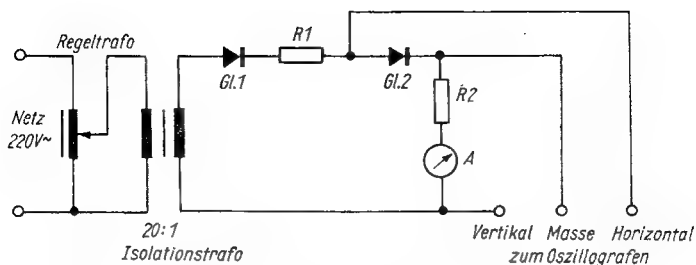 Regeltrafo
R1
Gl.1
Gl.2
R2
A
Netz
220V~
20:1
Isolationstrafo
Vertikal Masse Horizontal
zum Oszillografen